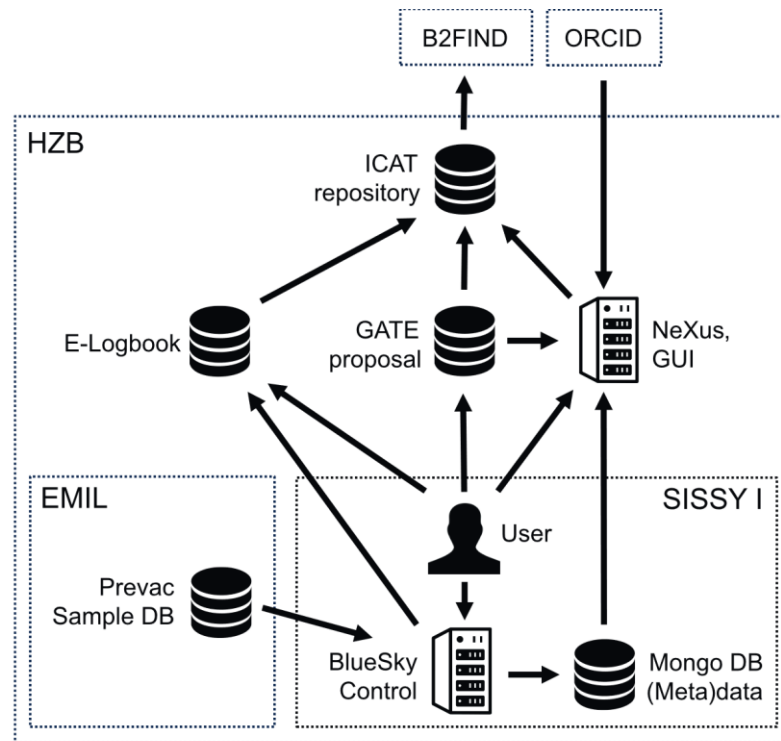 B2FIND
ORCID
HZB
ICAT
repository
E-Logbook
GATE
proposal
NeXus,
GUI
EMIL
SISSY I
User
Prevac
Sample DB
BlueSky
Control
Mongo DB
(Meta)data